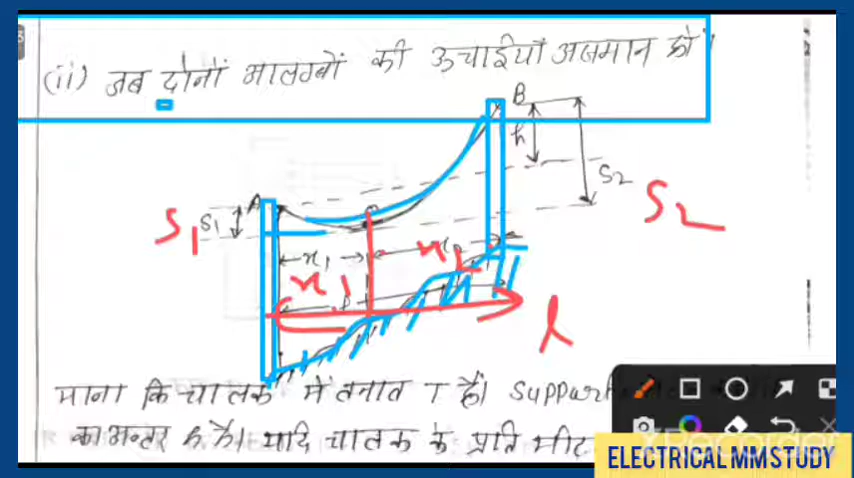 (ii) जब दोनों आलम्बों की ऊचाईयाँ असमान हो।
B
h
S2
S2
A
S1
S1
x1
x2
x1
l
l
माना कि चालक में तनाव T है। Support
का अन्तर h है। यदि चालक के प्रति मीट
ELECTRICAL MM STUDY